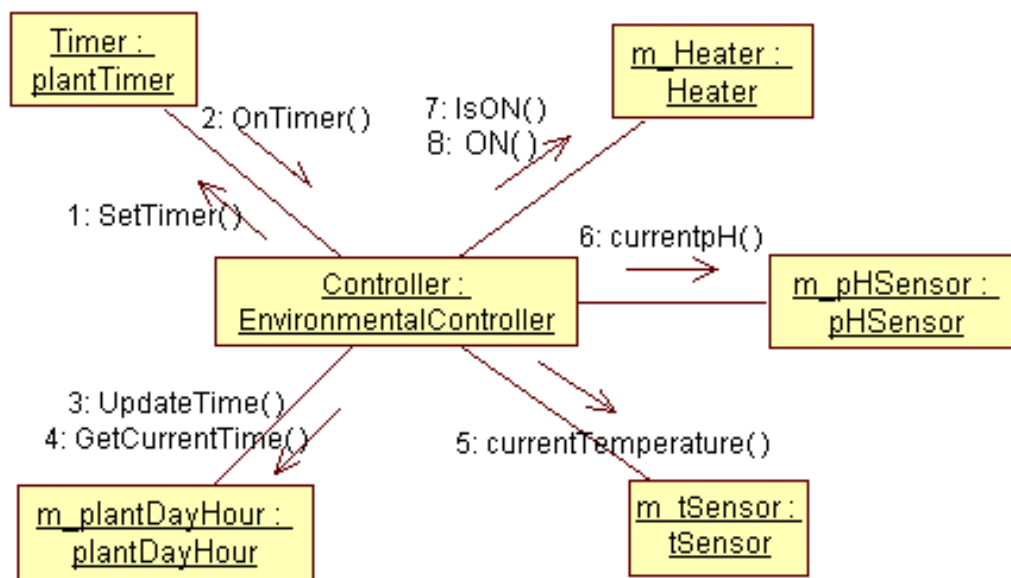 Timer :
plantTimer
m_Heater :
Heater
2: OnTimer()
7: IsON()
8: ON()
1: SetTimer()
6: currentpH()
Controller :
EnvironmentalController
m_pHSensor :
pHSensor
3: UpdateTime()
4: GetCurrentTime()
5: currentTemperature()
m_plantDayHour :
plantDayHour
m_tSensor :
tSensor